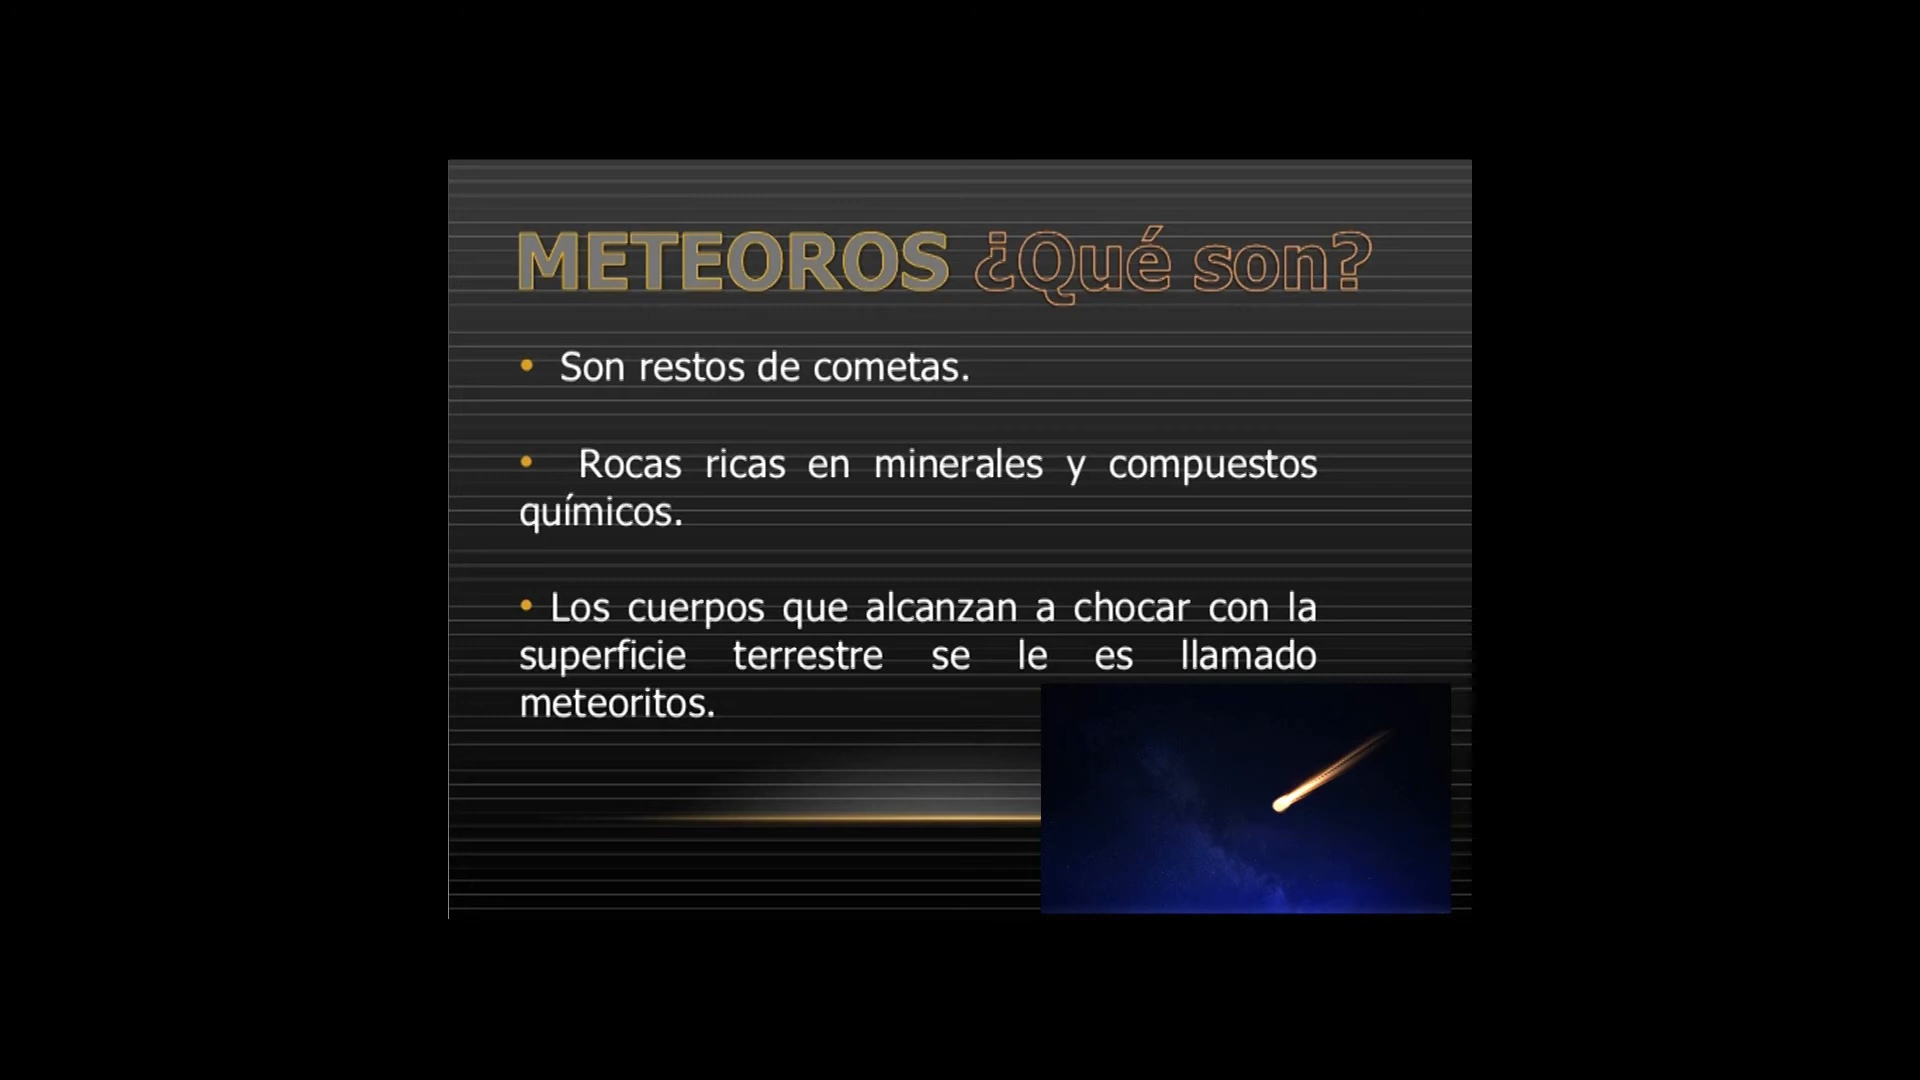 METEOROS ¿Qué son?
• Son restos de cometas.
• Rocas ricas en minerales y compuestos
químicos.
• Los cuerpos que alcanzan a chocar con la
superficie terrestre se le es llamado
meteoritos.